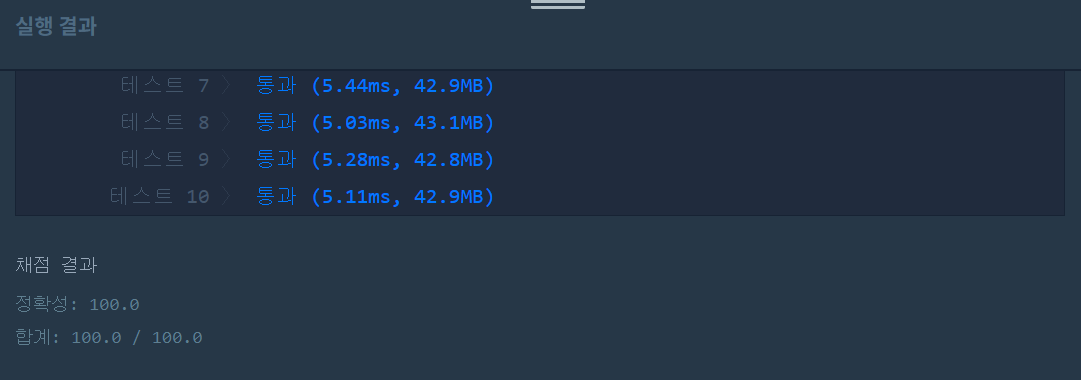 실행 결과
테스트 7 〉 통과 (5.44ms, 42.9MB)
테스트 8 〉 통과 (5.03ms, 43.1MB)
테스트 9 〉 통과 (5.28ms, 42.8MB)
테스트 10 〉 통과 (5.11ms, 42.9MB)
채점 결과
정확성: 100.0
합계: 100.0 / 100.0